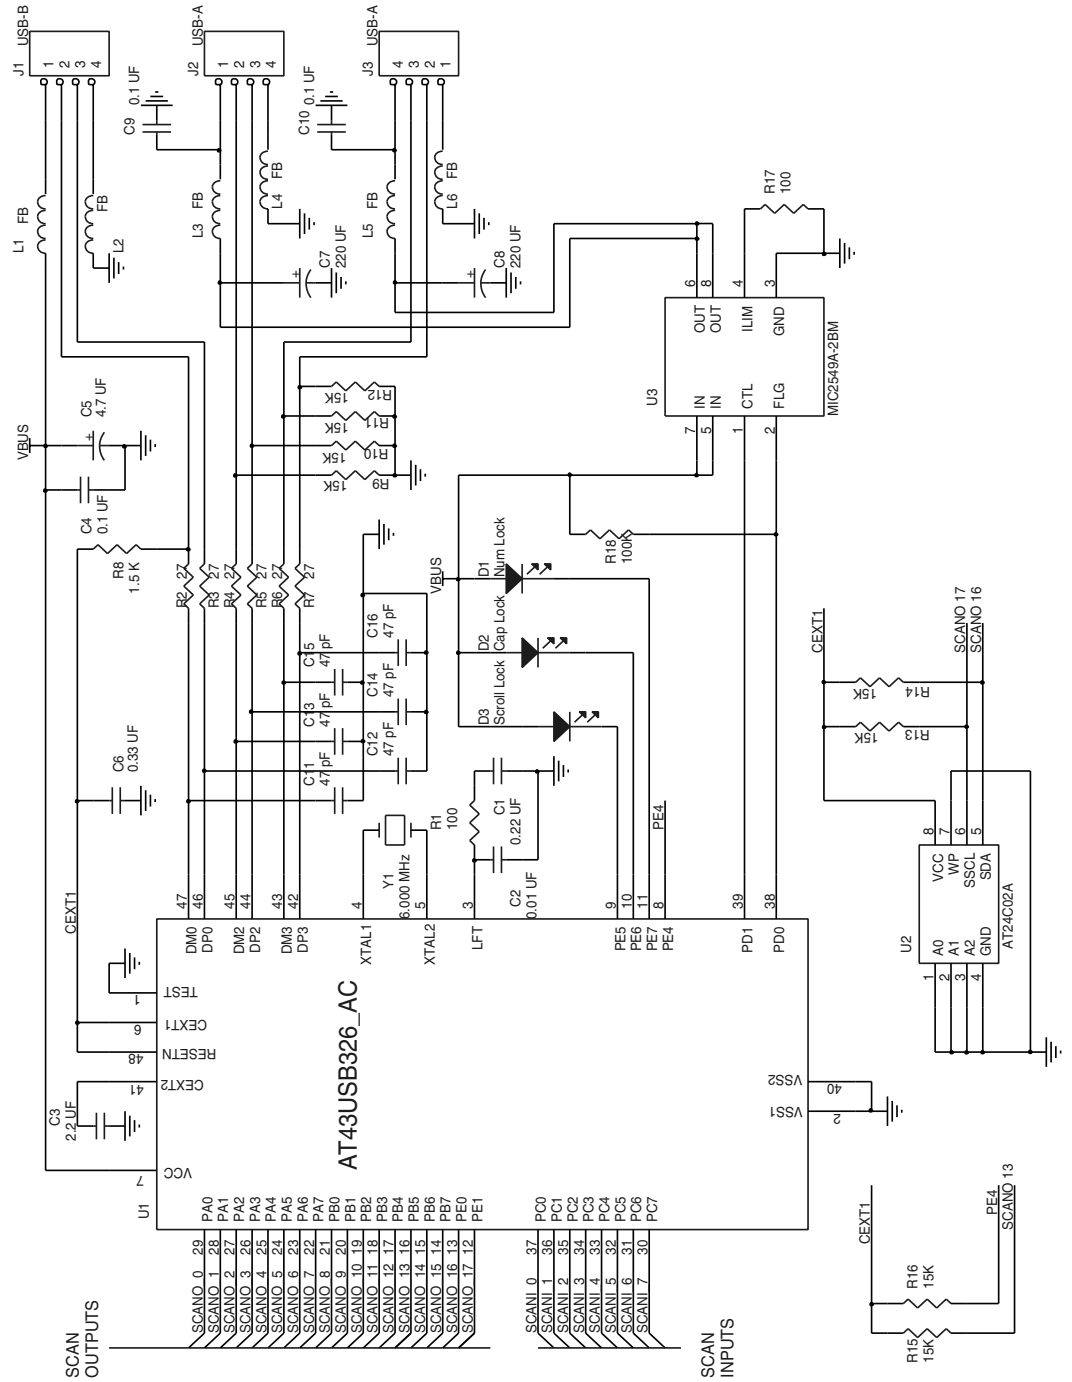 J1
USB-B
1
2
3
4
J2
USB-A
1
2
3
4
J3
USB-A
4
3
2
1
C9
0.1 UF
C10
0.1 UF
L1
FB
FB
L2
L3
FB
FB
L4
L5
FB
FB
L6
+
C7
220 UF
+
C8
220 UF
VBUS
+
C5
4.7 UF
C4
0.1 UF
R8
1.5 K
15K
R12
15K
R11
15K
R10
15K
R9
R2 27
R3 27
R4 27
R5 27
R6 27
R7 27
R17
100
U3
6
8
4
3
OUT
OUT
ILIM
GND
IN
IN
CTL
FLG
7
5
1
2
MIC2549A-2BM
R18
100K
VBUS
D1
Num Lock
D2
Cap Lock
D3
Scroll Lock
C16
47 pF
C15
47 pF
C14
47 pF
C13
47 pF
C12
47 pF
C11
47 pF
C6
0.33 UF
Y1
6.000 MHz
R1
100
C1
0.22 UF
C2
0.01 UF
PE4
CEXT1
SCANO 17
SCANO 16
15K
R14
15K
R13
U2
8
7
6
5
VCC
WP
SSCL
SDA
A0
A1
A2
GND
1
2
3
4
AT24C02A
CEXT1
47
46
45
44
43
42
4
5
3
9
10
11
8
39
38
DM0
DP0
DM2
DP2
DM3
DP3
XTAL1
XTAL2
LFT
PE5
PE6
PE7
PE4
PD1
PD0
1
TEST
6
CEXT1
48
RESETN
41
CEXT2
C3
2.2 UF
7
VCC
U1
AT43USB326_AC
VSS2
40
VSS1
2
PA0
PA1
PA2
PA3
PA4
PA5
PA6
PA7
PB0
PB1
PB2
PB3
PB4
PB5
PB6
PB7
PE0
PE1
PC0
PC1
PC2
PC3
PC4
PC5
PC6
PC7
SCANO 0 29
SCANO 1 28
SCANO 2 27
SCANO 3 26
SCANO 4 25
SCANO 5 24
SCANO 6 23
SCANO 7 22
SCANO 8 21
SCANO 9 20
SCANO 10 19
SCANO 11 18
SCANO 12 17
SCANO 13 16
SCANO 14 15
SCANO 15 14
SCANO 16 13
SCANO 17 12
SCANI 0 37
SCANI 1 36
SCANI 2 35
SCANI 3 34
SCANI 4 33
SCANI 5 32
SCANI 6 31
SCANI 7 30
SCAN
OUTPUTS
SCAN
INPUTS
CEXT1
PE4
SCANO 13
R16
15K
R15
15K